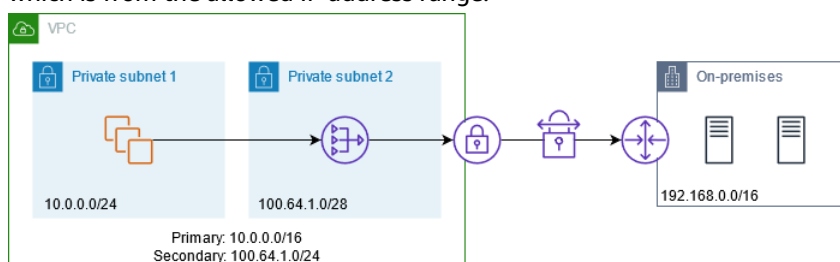 which is from the allowed IP address range.
VPC
Private subnet 1
Private subnet 2
On-premises
10.0.0.0/24
100.64.1.0/28
192.168.0.0/16
Primary: 10.0.0.0/16
Secondary: 100.64.1.0/24